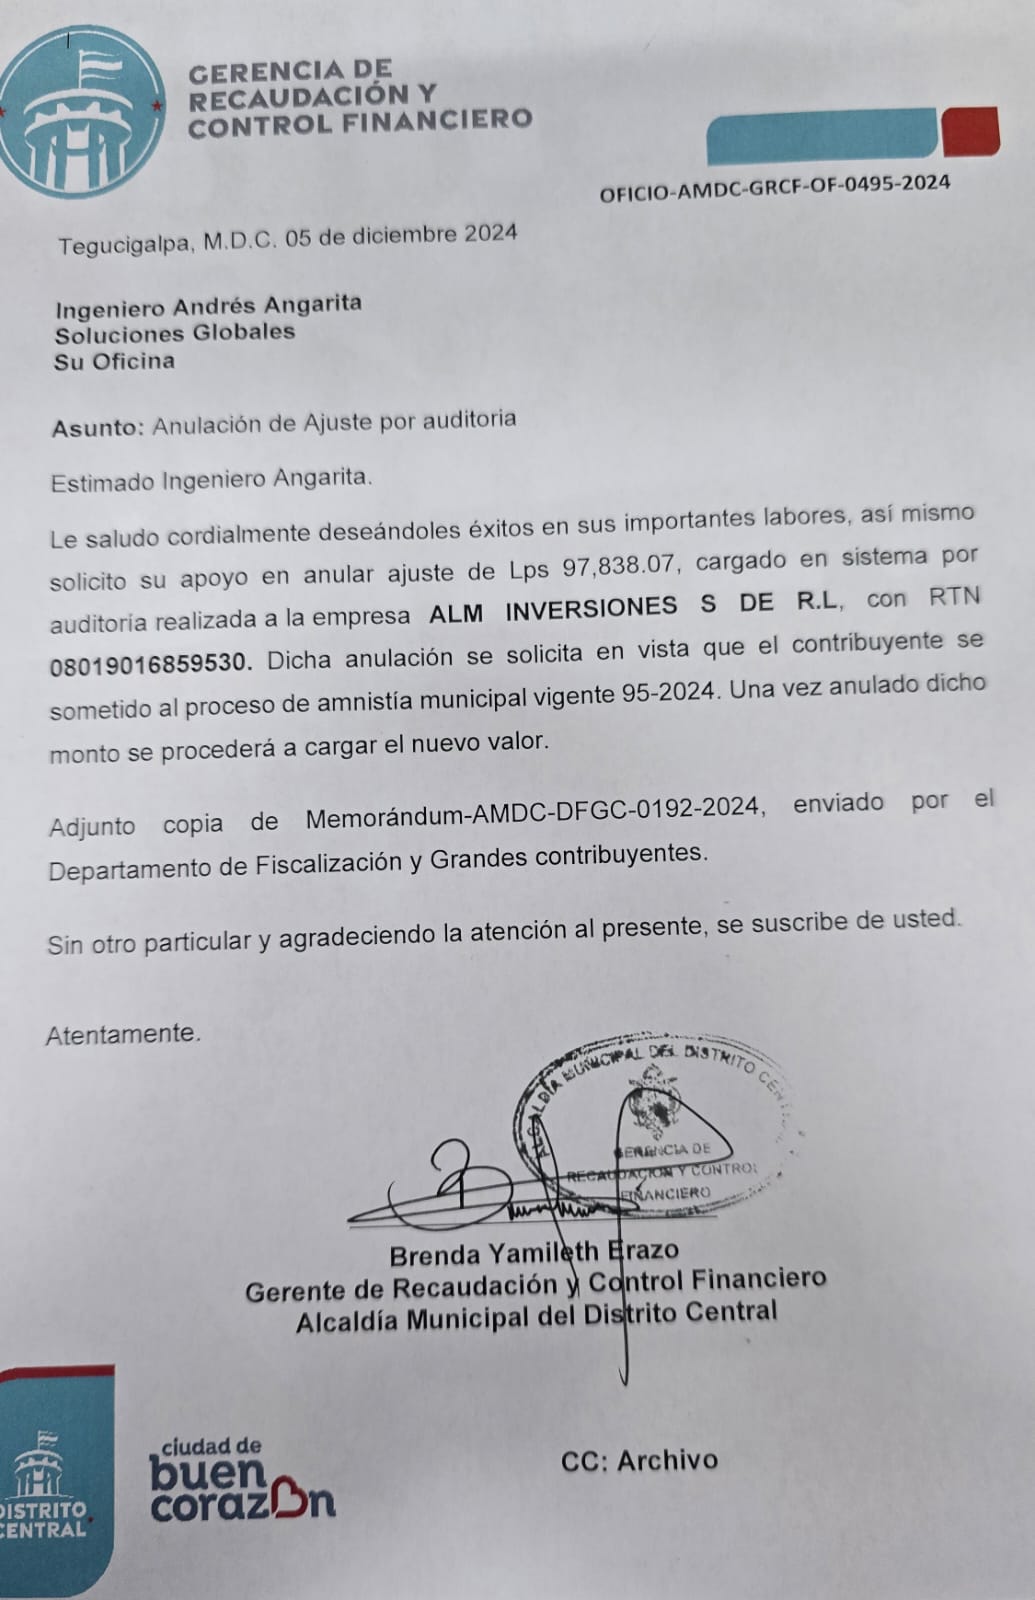 GERENCIA DE
RECAUDACIÓN Y
CONTROL FINANCIERO
OFICIO-AMDC-GRCF-OF-0495-2024
Tegucigalpa, M.D.C. 05 de diciembre 2024
Ingeniero Andrés Angarita
Soluciones Globales
Su Oficina
Asunto: Anulación de Ajuste por auditoria
Estimado Ingeniero Angarita.
Le saludo cordialmente deseándoles éxitos en sus importantes labores, así mismo
solicito su apoyo en anular ajuste de Lps 97,838.07, cargado en sistema por
auditoría realizada a la empresa ALM INVERSIONES S DE R.L, con RTN
08019016859530. Dicha anulación se solicita en vista que el contribuyente se
sometido al proceso de amnistía municipal vigente 95-2024. Una vez anulado dicho
monto se procederá a cargar el nuevo valor.
Adjunto copia de Memorándum-AMDC-DFGC-0192-2024, enviado por el
Departamento de Fiscalización y Grandes contribuyentes.
Sin otro particular y agradeciendo la atención al presente, se suscribe de usted.
Atentamente.
ALCALDÍA MUNICIPAL DEL DISTRITO CENT
GERENCIA DE
RECAUDACION Y CONTROL
FINANCIERO
Brenda Yamileth Erazo
Gerente de Recaudación y Control Financiero
Alcaldía Municipal del Distrito Central
CC: Archivo
DISTRITO
CENTRAL
ciudad de
buen
corazón